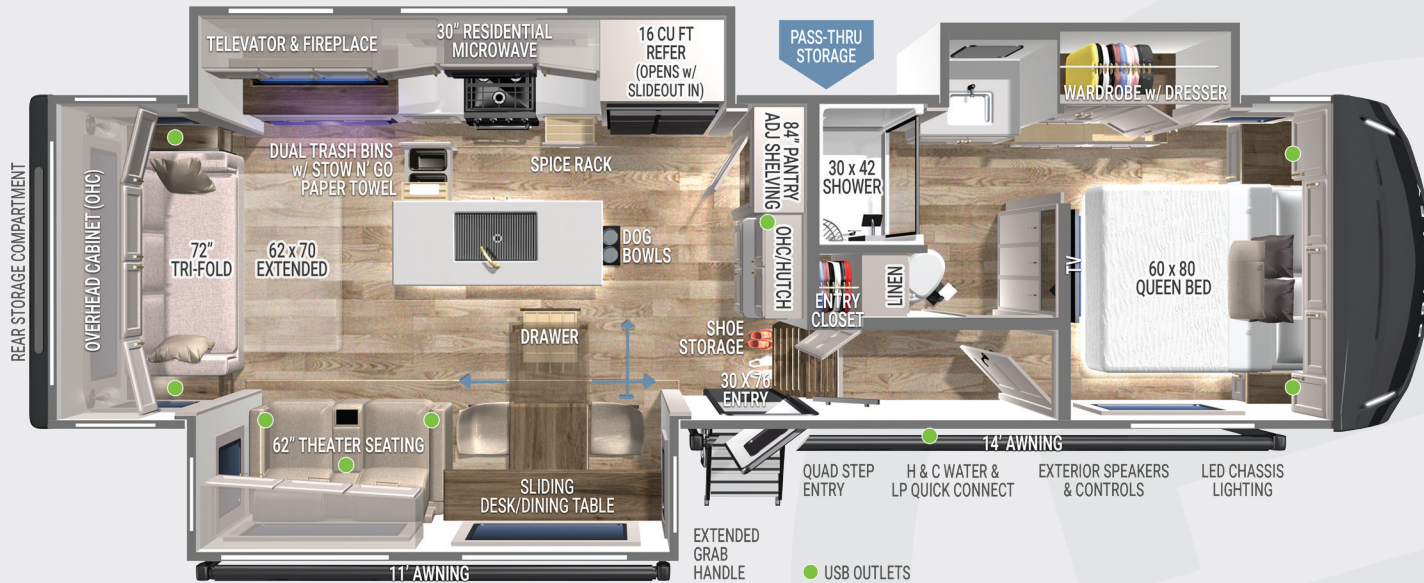 TELEVATOR & FIREPLACE
30" RESIDENTIAL
MICROWAVE
16 CU FT
REFER
(OPENS w/
SLIDEOUT IN)
PASS-THRU
STORAGE
WARDROBE w/ DRESSER
REAR STORAGE COMPARTMENT
OVERHEAD CABINET (OHC)
DUAL TRASH BINS
w/ STOW N' GO
PAPER TOWEL
SPICE RACK
84" PANTRY
ADJ SHELVING
30 x 42
SHOWER
72"
TRI-FOLD
62 x 70
EXTENDED
DOG
BOWLS
OHC/HUTCH
ENTRY
CLOSET
LINEN
TV
60 x 80
QUEEN BED
DRAWER
SHOE
STORAGE
30 X 76
ENTRY
62" THEATER SEATING
SLIDING
DESK/DINING TABLE
14' AWNING
QUAD STEP
ENTRY
H & C WATER &
LP QUICK CONNECT
EXTERIOR SPEAKERS
& CONTROLS
LED CHASSIS
LIGHTING
EXTENDED
GRAB
HANDLE
11' AWNING
USB OUTLETS